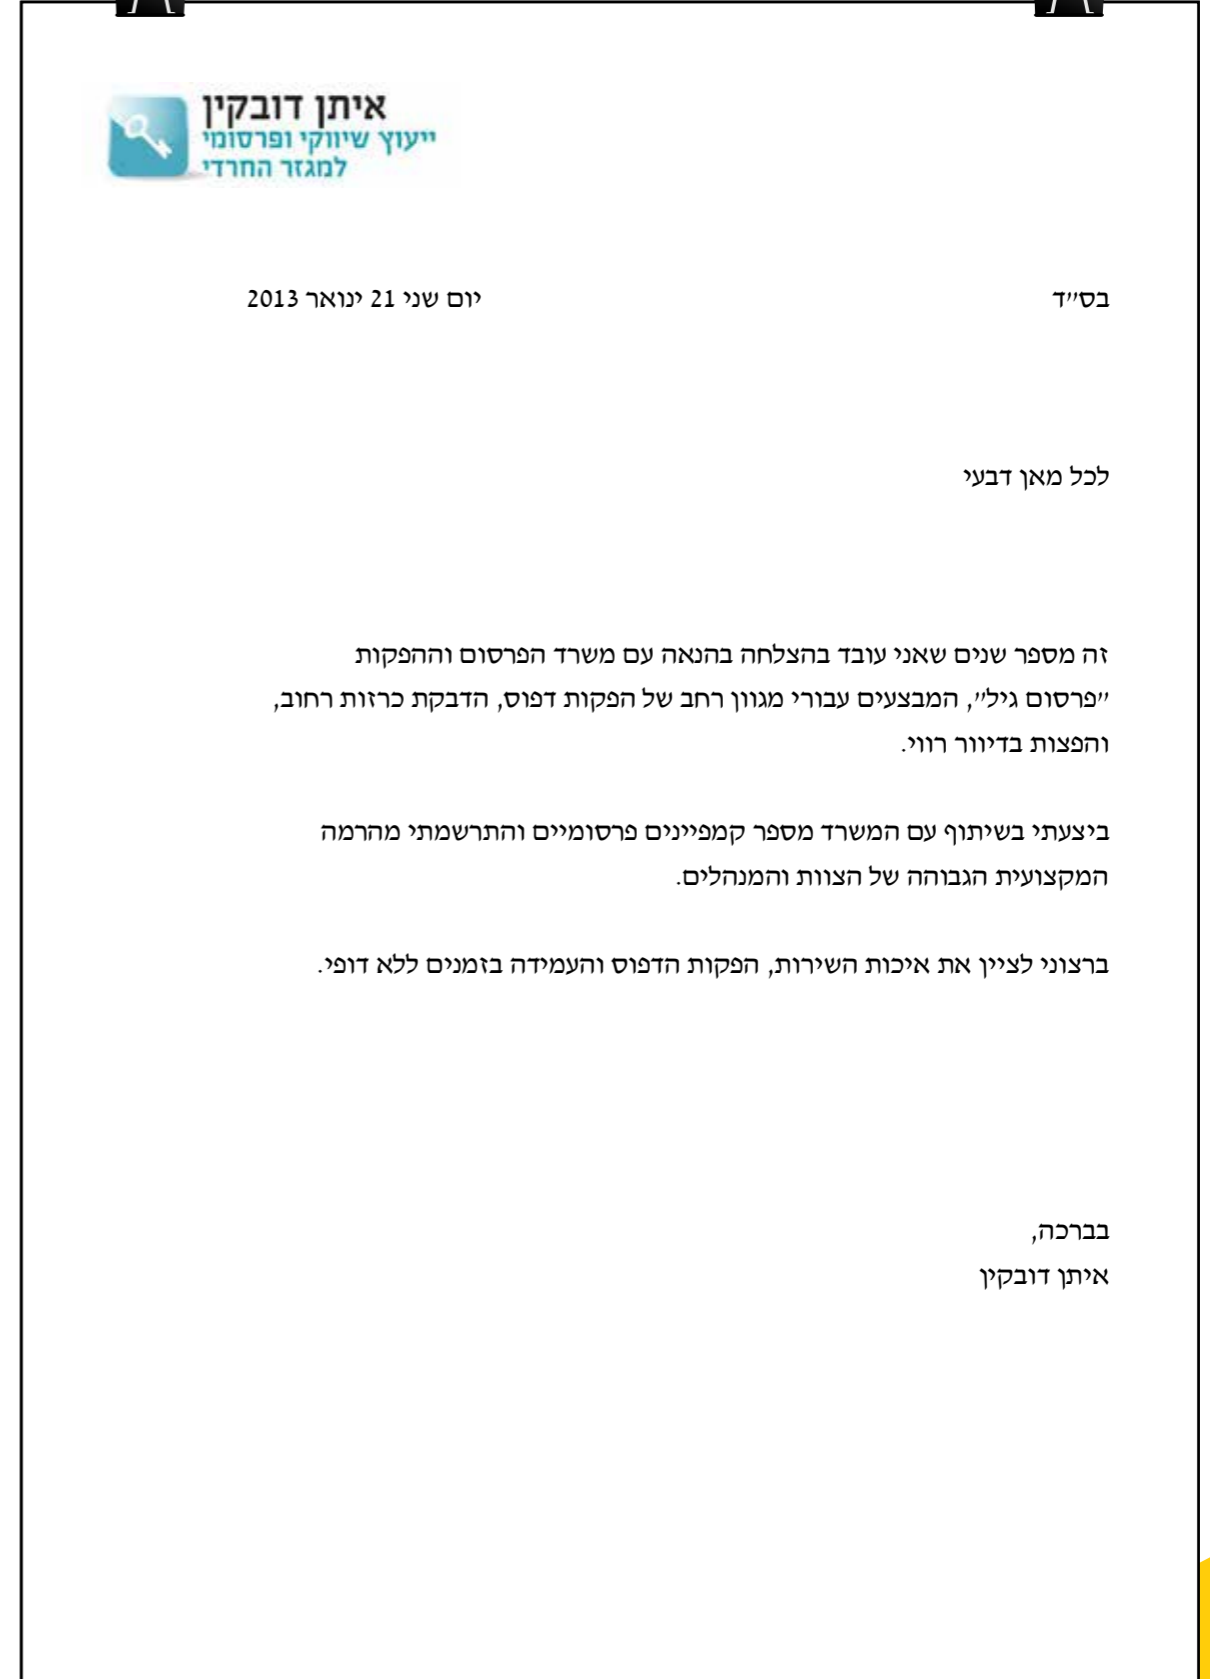 איתן דובקין
ייעוץ שיווקי ופרסומי
למגזר החרדי
בס״ד יום שני 21 ינואר 2013
לכל מאן דבעי
זה מספר שנים שאני עובד בהצלחה בהנאה עם משרד הפרסום וההפקות
״פרסום גיל״, המבצעים עבורי מגוון רחב של הפקות דפוס, הדבקת כרזות רחוב,
והפצות בדיוור רווי.
ביצעתי בשיתוף עם המשרד מספר קמפיינים פרסומיים והתרשמתי מהרמה
המקצועית הגבוהה של הצוות והמנהלים.
ברצוני לציין את איכות השירות, הפקות הדפוס והעמידה בזמנים ללא דופי.
בברכה,
איתן דובקין